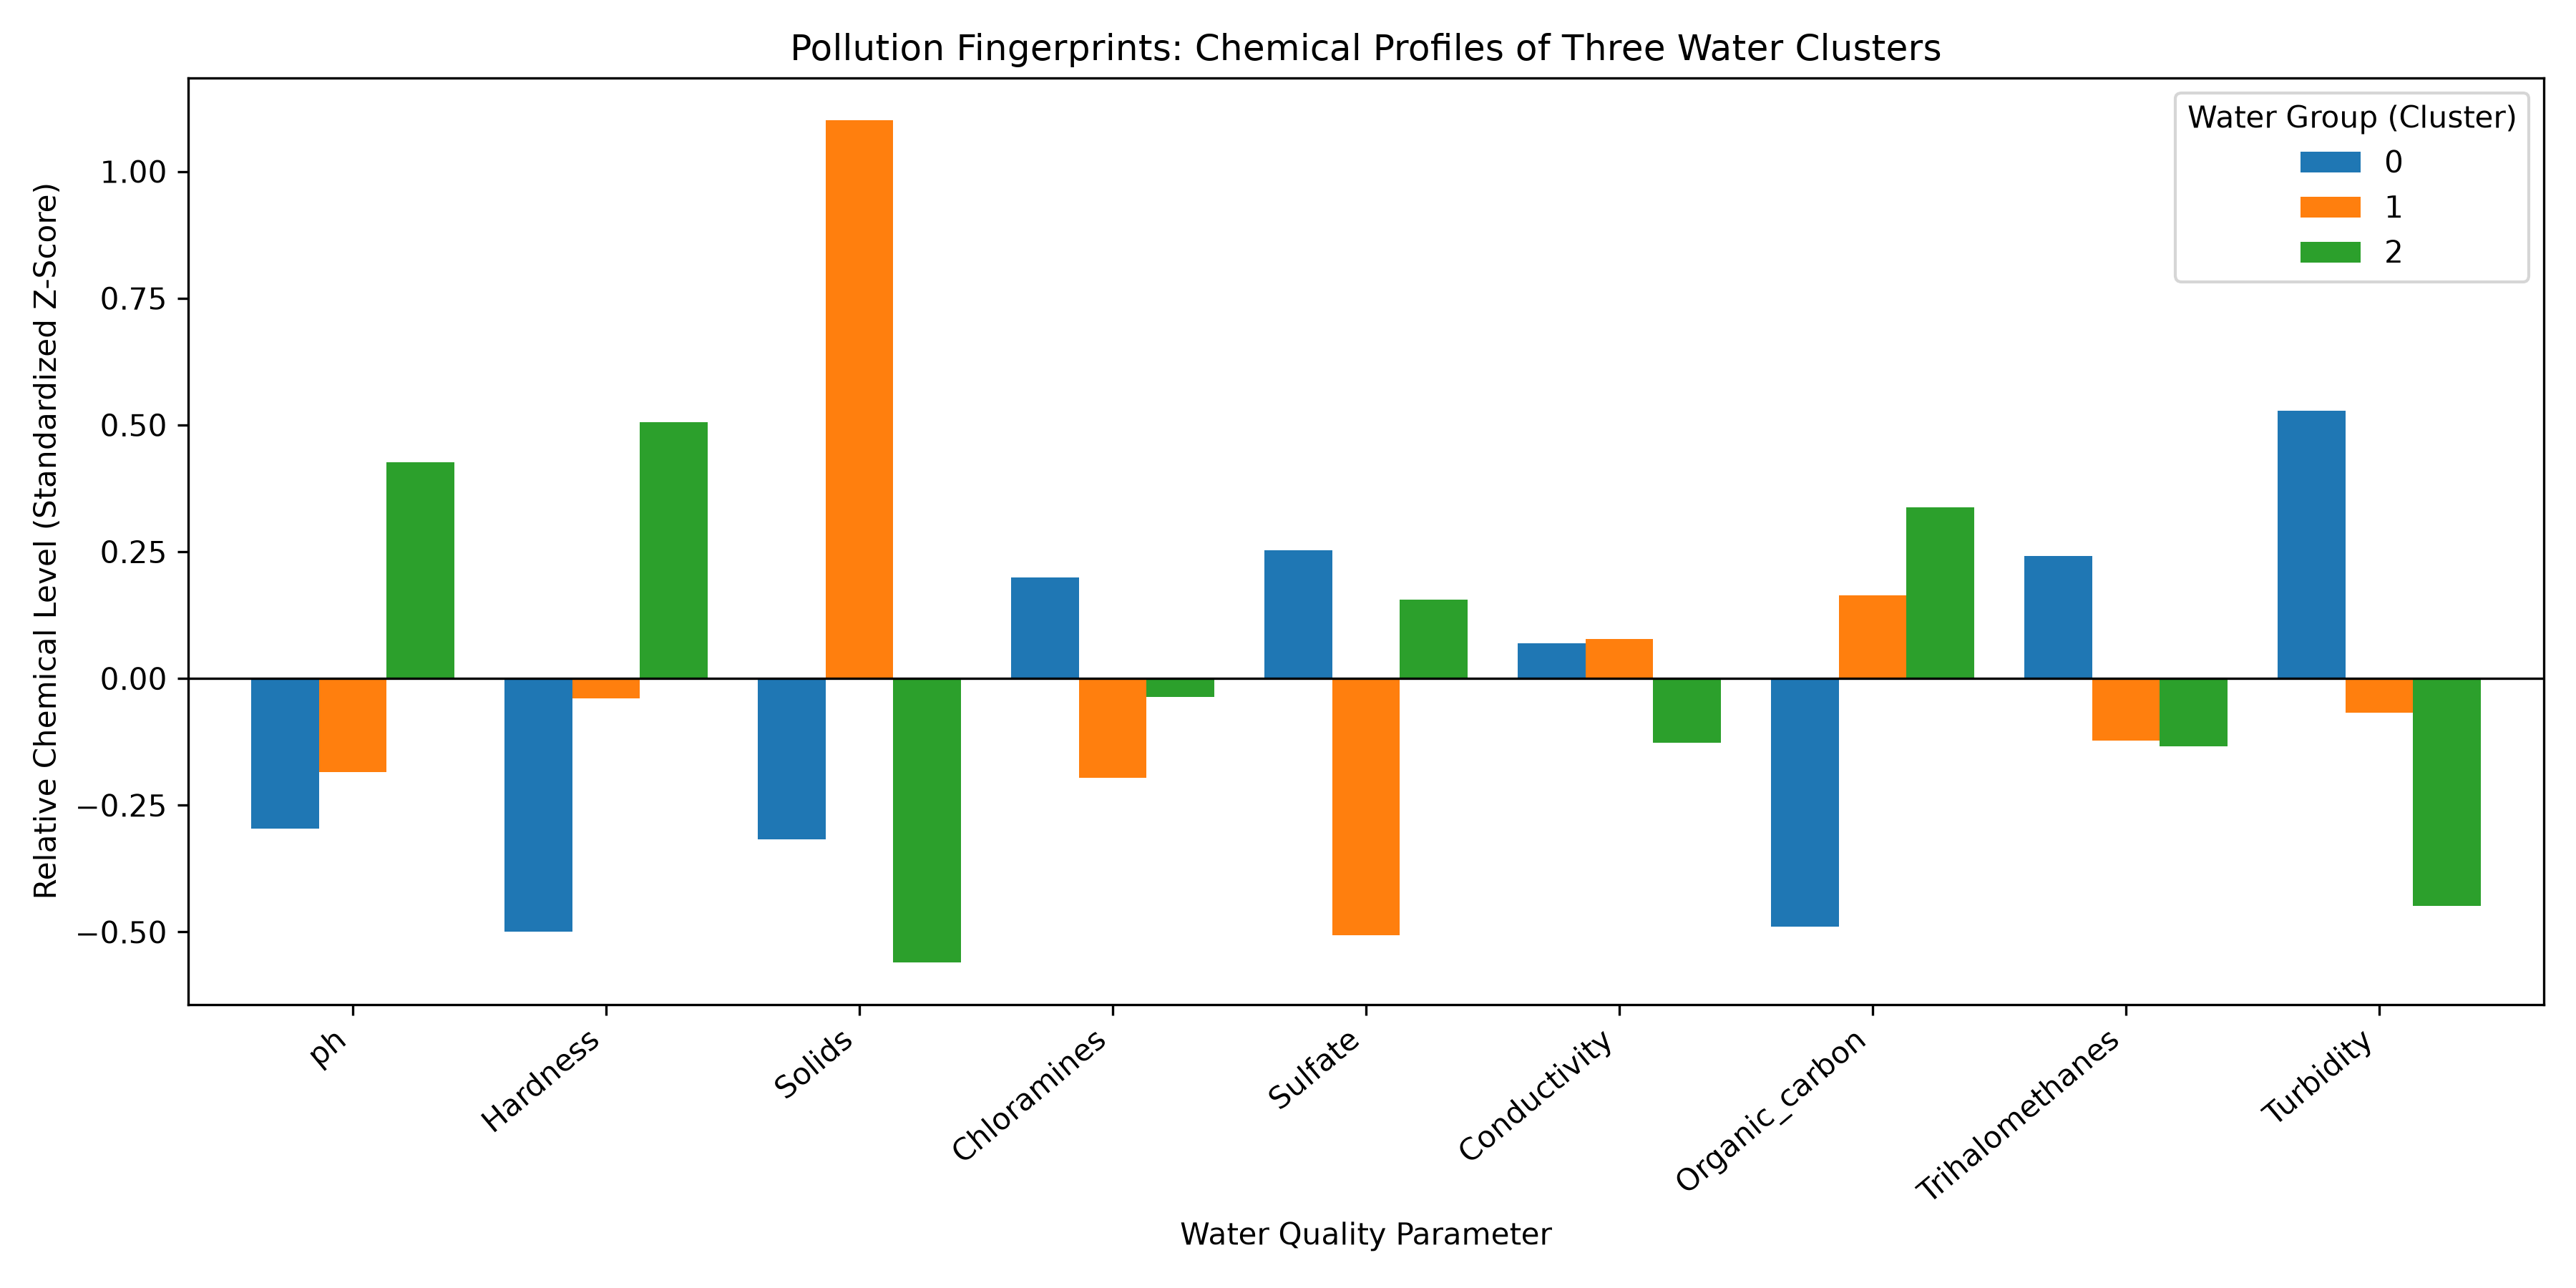 Pollution Fingerprints: Chemical Profiles of Three Water Clusters
Relative Chemical Level (Standardized Z-Score)
1.00
0.75
0.50
0.25
0.00
−0.25
−0.50
Water Group (Cluster)
0
1
2
ph
Hardness
Solids
Chloramines
Sulfate
Conductivity
Organic_carbon
Trihalomethanes
Turbidity
Water Quality Parameter